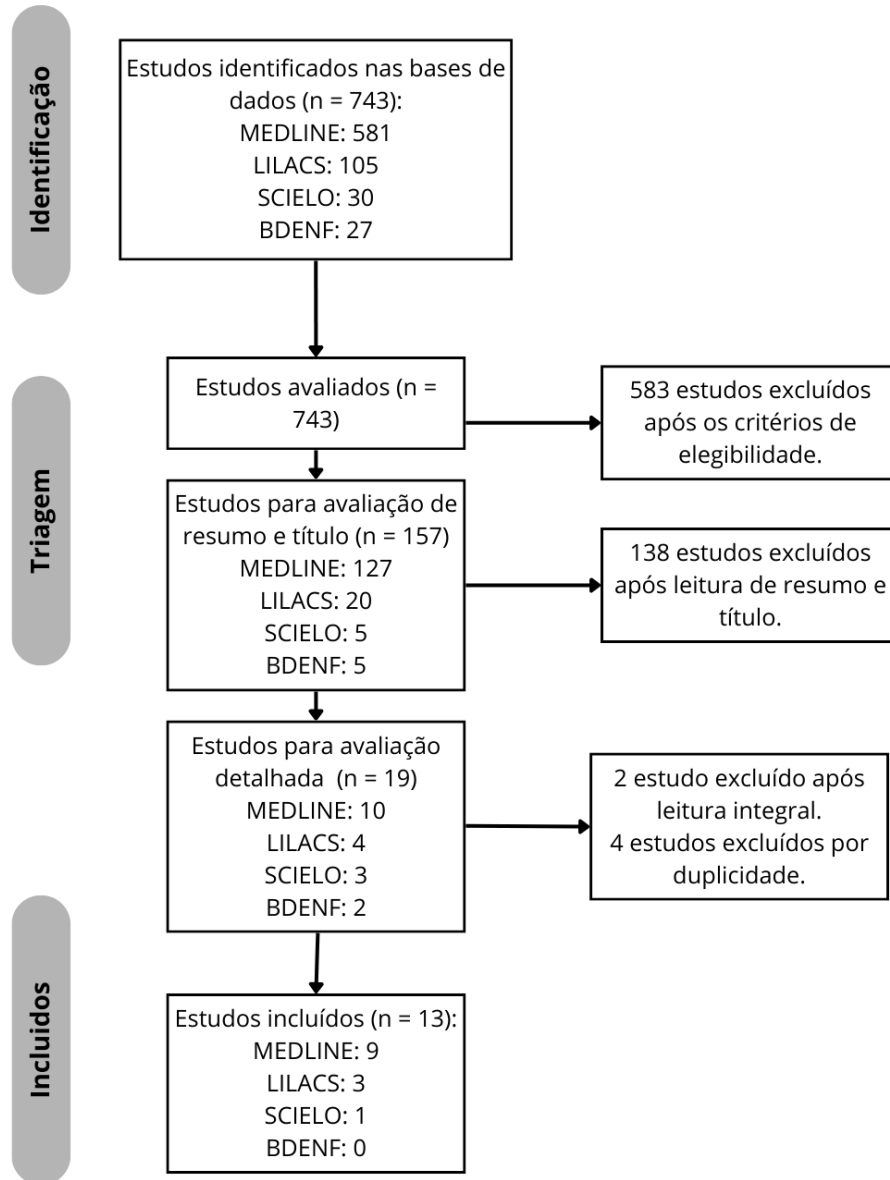 Identificação
Estudos identificados nas bases de
dados (n = 743):
MEDLINE: 581
LILACS: 105
SCIELO: 30
BDENF: 27
Triagem
Estudos avaliados (n =
743)
583 estudos excluídos
após os critérios de
elegibilidade.
Estudos para avaliação de
resumo e título (n = 157)
MEDLINE: 127
LILACS: 20
SCIELO: 5
BDENF: 5
138 estudos excluídos
após leitura de resumo e
título.
Estudos para avaliação
detalhada (n = 19)
MEDLINE: 10
LILACS: 4
SCIELO: 3
BDENF: 2
2 estudo excluído após
leitura integral.
4 estudos excluídos por
duplicidade.
Incluidos
Estudos incluídos (n = 13):
MEDLINE: 9
LILACS: 3
SCIELO: 1
BDENF: 0